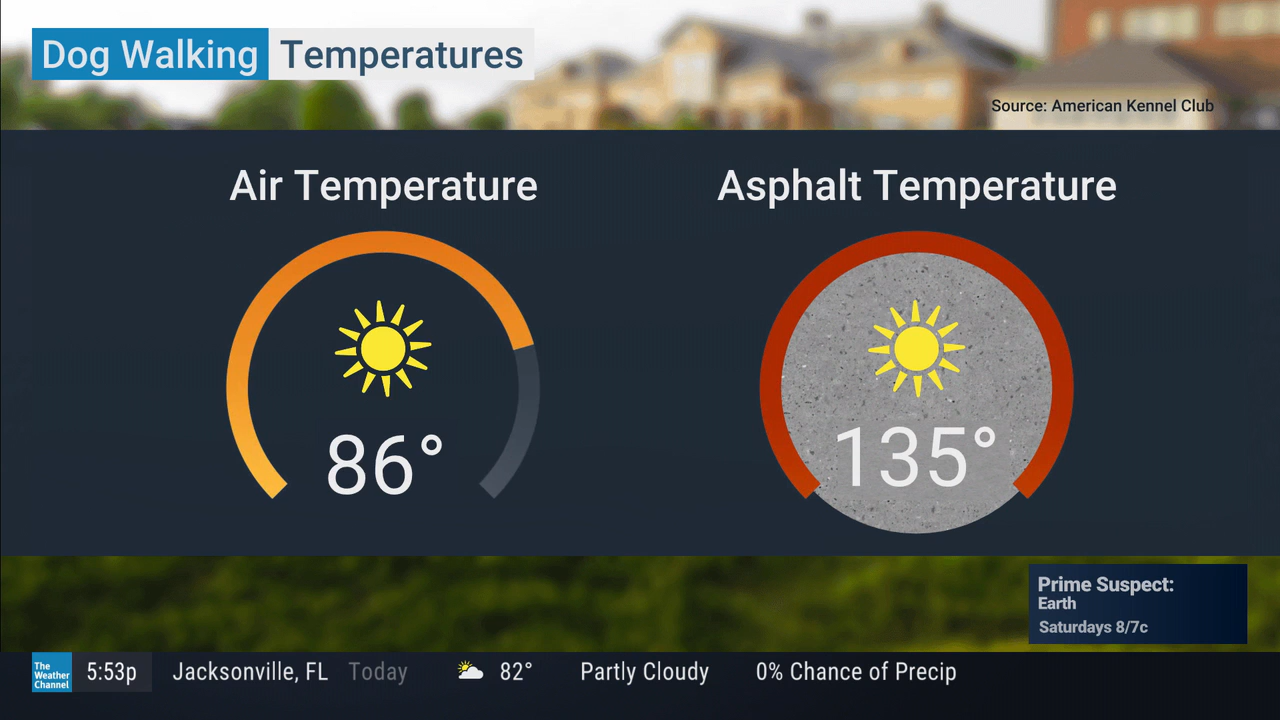 Dog Walking Temperatures
Source: American Kennel Club
Air Temperature
Asphalt Temperature
86°
135°
Prime Suspect:
Earth
Saturdays 8/7c
The
Weather
Channel
5:53p
Jacksonville, FL Today 82° Partly Cloudy 0% Chance of Precip